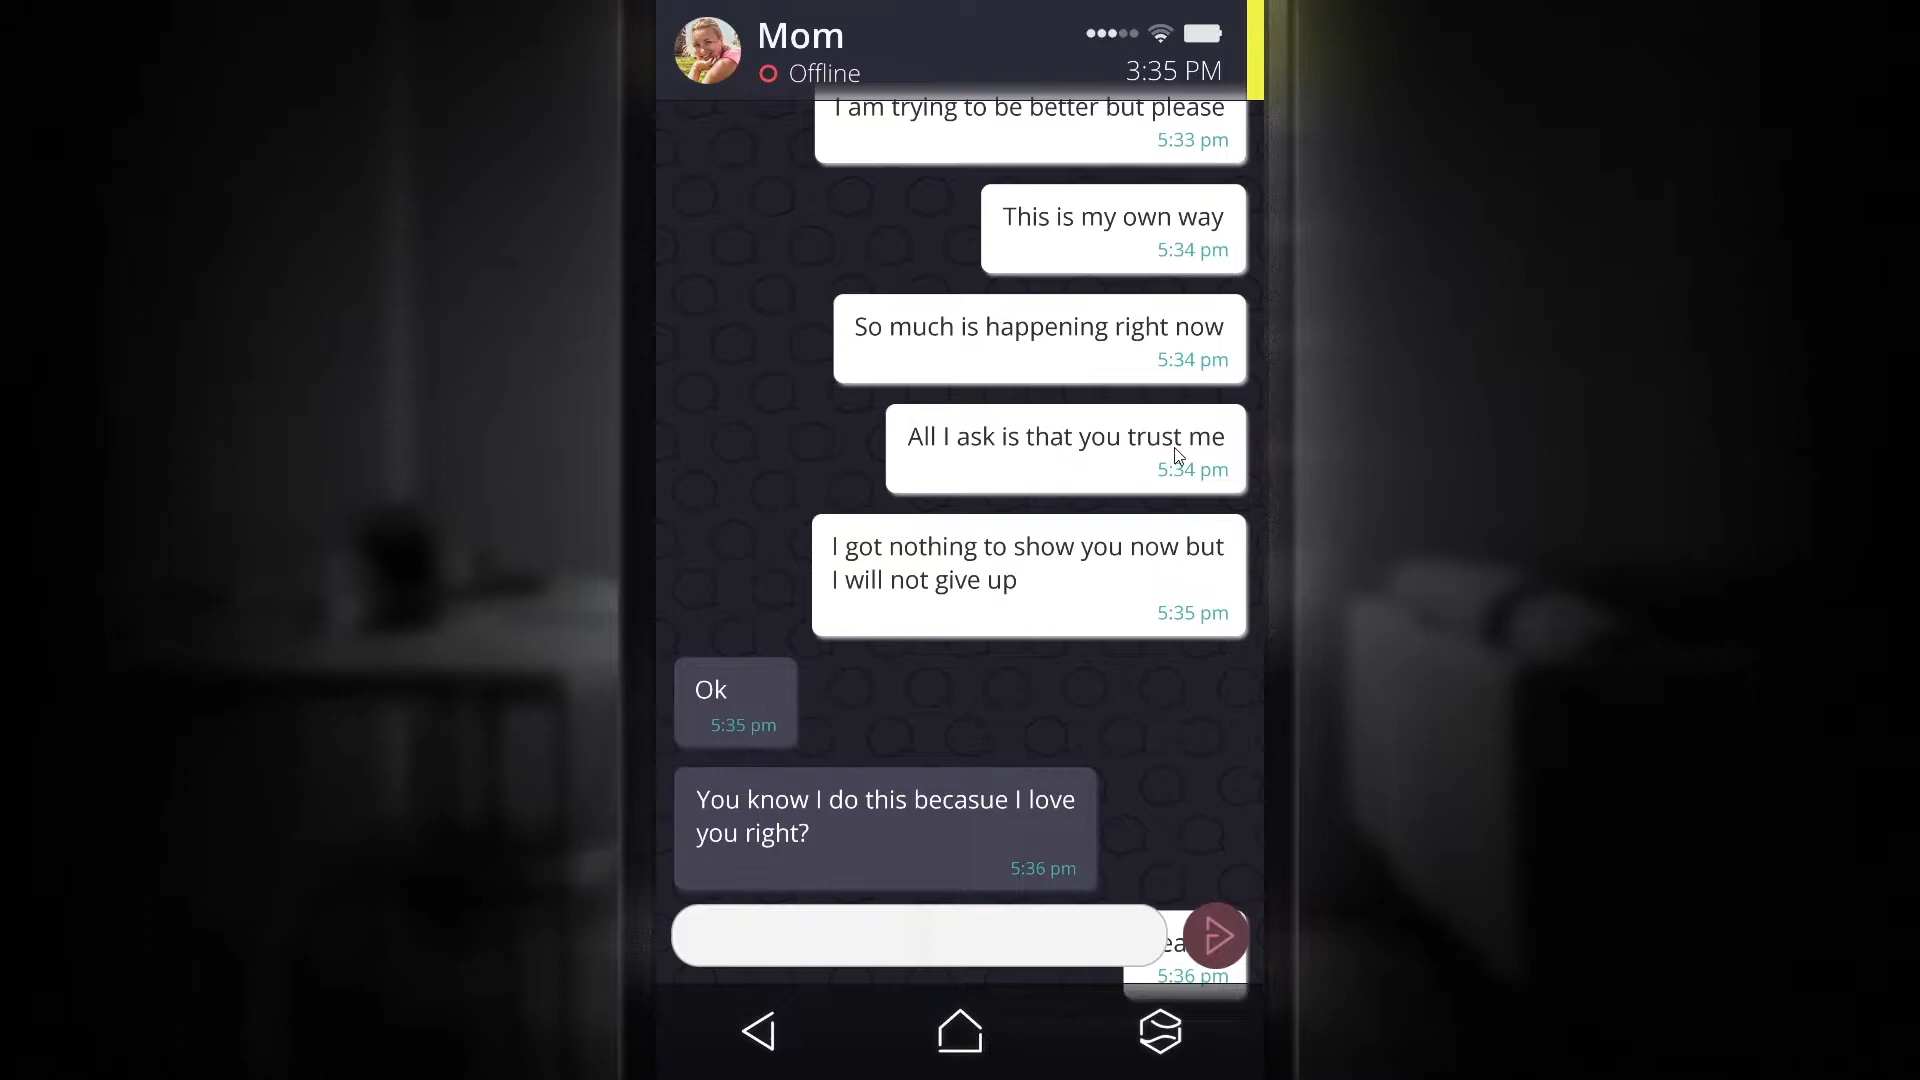 Mom
Offline
3:35 PM
I am trying to be better but please
5:33 pm
This is my own way
5:34 pm
So much is happening right now
5:34 pm
All I ask is that you trust me
5:34 pm
I got nothing to show you now but
I will not give up
5:35 pm
Ok
5:35 pm
You know I do this becasue I love
you right?
5:36 pm
5:36 pm